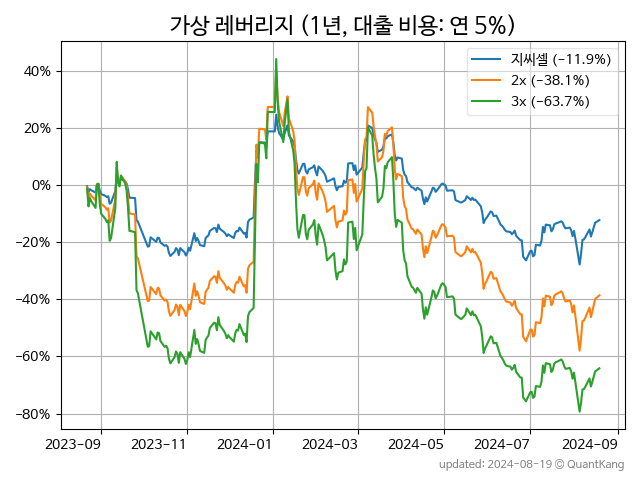 가상 레버리지 (1년, 대출 비용: 연 5%)
지씨셀 (-11.9%)
2x (-38.1%)
3x (-63.7%)
40%
20%
0%
-20%
-40%
-60%
-80%
2023-09
2023-11
2024-01
2024-03
2024-05
2024-07
2024-09
updated: 2024-08-19 © QuantKang